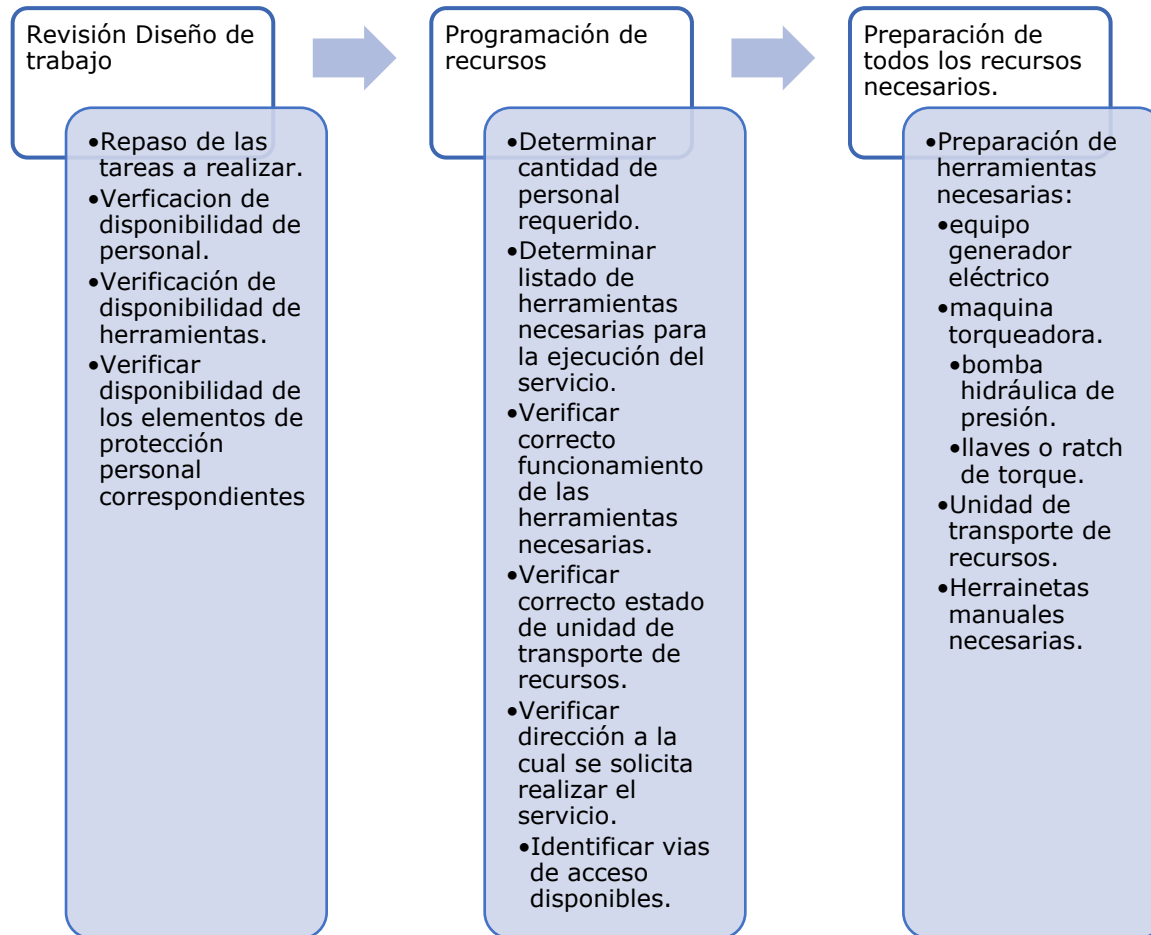 Revisión Diseño de
trabajo
•Repaso de las
tareas a realizar.
•Verficacion de
disponibilidad de
personal.
•Verificación de
disponibilidad de
herramientas.
•Verificar
disponibilidad de
los elementos de
protección
personal
correspondientes
Programación de
recursos
•Determinar
cantidad de
personal
requerido.
•Determinar
listado de
herramientas
necesarias para
la ejecución del
servicio.
•Verificar
correcto
funcionamiento
de las
herramientas
necesarias.
•Verificar
correcto estado
de unidad de
transporte de
recursos.
•Verificar
dirección a la
cual se solicita
realizar el
servicio.
•Identificar vias
de acceso
disponibles.
Preparación de
todos los recursos
necesarios.
•Preparación de
herramientas
necesarias:
•equipo
generador
eléctrico
•maquina
torqueadora.
•bomba
hidráulica de
presión.
•llaves o ratch
de torque.
•Unidad de
transporte de
recursos.
•Herrainetas
manuales
necesarias.